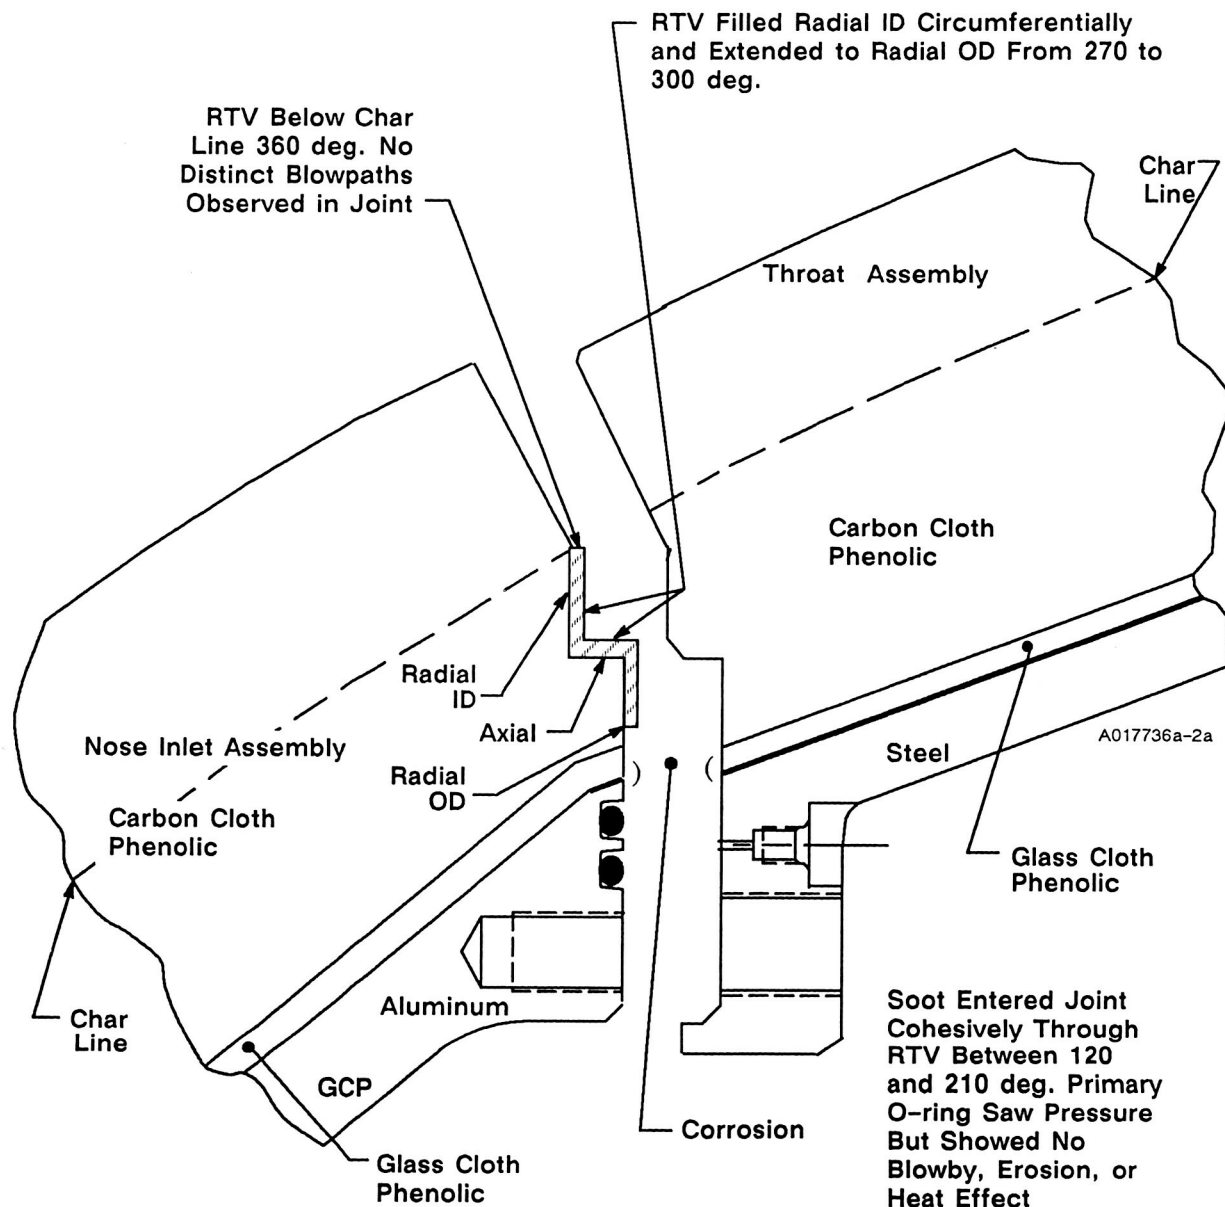 RTV Filled Radial ID Circumferentially
and Extended to Radial OD From 270 to
300 deg.
RTV Below Char
Line 360 deg. No
Distinct Blowpaths
Observed in Joint
Char
Line
Throat Assembly
Carbon Cloth
Phenolic
Radial
ID
Axial
Nose Inlet Assembly
Radial
OD
Steel
A017736a-2a
Carbon Cloth
Phenolic
Glass Cloth
Phenolic
Aluminum
Char
Line
GCP
Corrosion
Glass Cloth
Phenolic
Soot Entered Joint
Cohesively Through
RTV Between 120
and 210 deg. Primary
O-ring Saw Pressure
But Showed No
Blowby, Erosion, or
Heat Effect